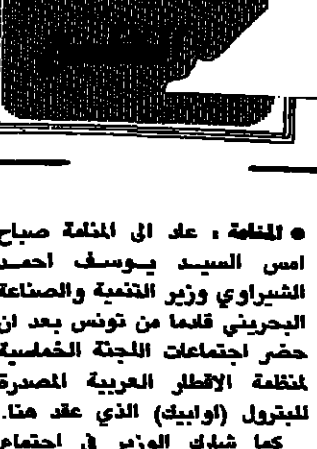 ● المنامة : عاد الى المنامة صباح
امس السيد يوسف احمد
الشيراوي وزير التنمية والصناعة
البحريني قادما من تونس بعد ان
حضر اجتماعات اللجنة الخماسية
لمنظمة الاقطار العربية المصدرة
للبترول (اوابيك) الذي عقد هنا.
كما شارك الوزير في اجتماع